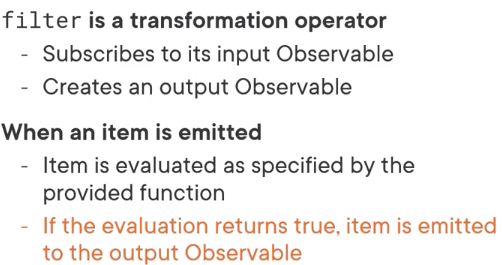 filter is a transformation operator
- Subscribes to its input Observable
- Creates an output Observable
When an item is emitted
- Item is evaluated as specified by the
provided function
- If the evaluation returns true, item is emitted
to the output Observable